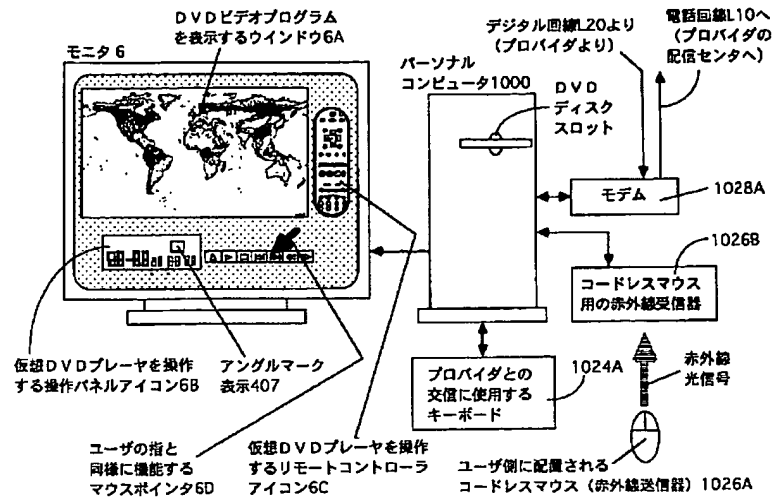 DVDビデオプログラム
を表示するウインドウ6A
モニタ6
デジタル回線L20より
(プロバイダより)
電話回線L10へ
(プロバイダの
配信センタへ)
パーソナル
コンピュータ1000
DVD
ディスク
スロット
モデム
1028A
1026B
コードレスマウス
用の赤外線受信器
仮想DVDプレーヤを操作
する操作パネルアイコン6B
アングルマーク
表示407
プロバイダとの
交信に使用する
キーボード
1024A
赤外線
光信号
ユーザの指と
同様に機能する
マウスポインタ6D
仮想DVDプレーヤを操作
するリモートコントローラ
アイコン6C
ユーザ側に配置される
コードレスマウス(赤外線送信器)1026A